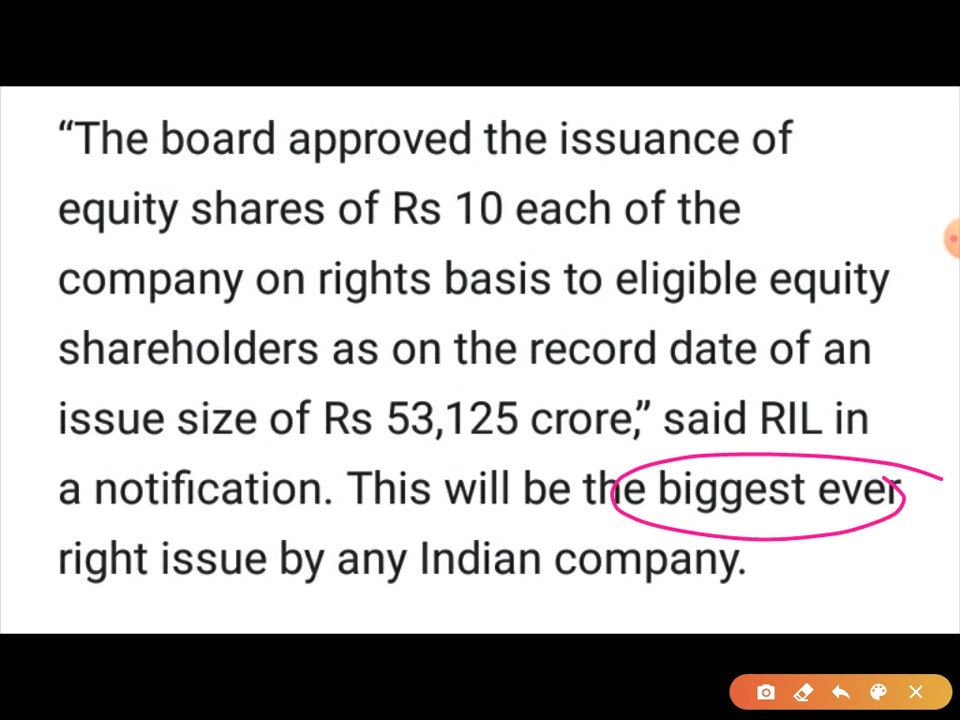 “The board approved the issuance of
equity shares of Rs 10 each of the
company on rights basis to eligible equity
shareholders as on the record date of an
issue size of Rs 53,125 crore,” said RIL in
a notification. This will be the biggest ever
right issue by any Indian company.